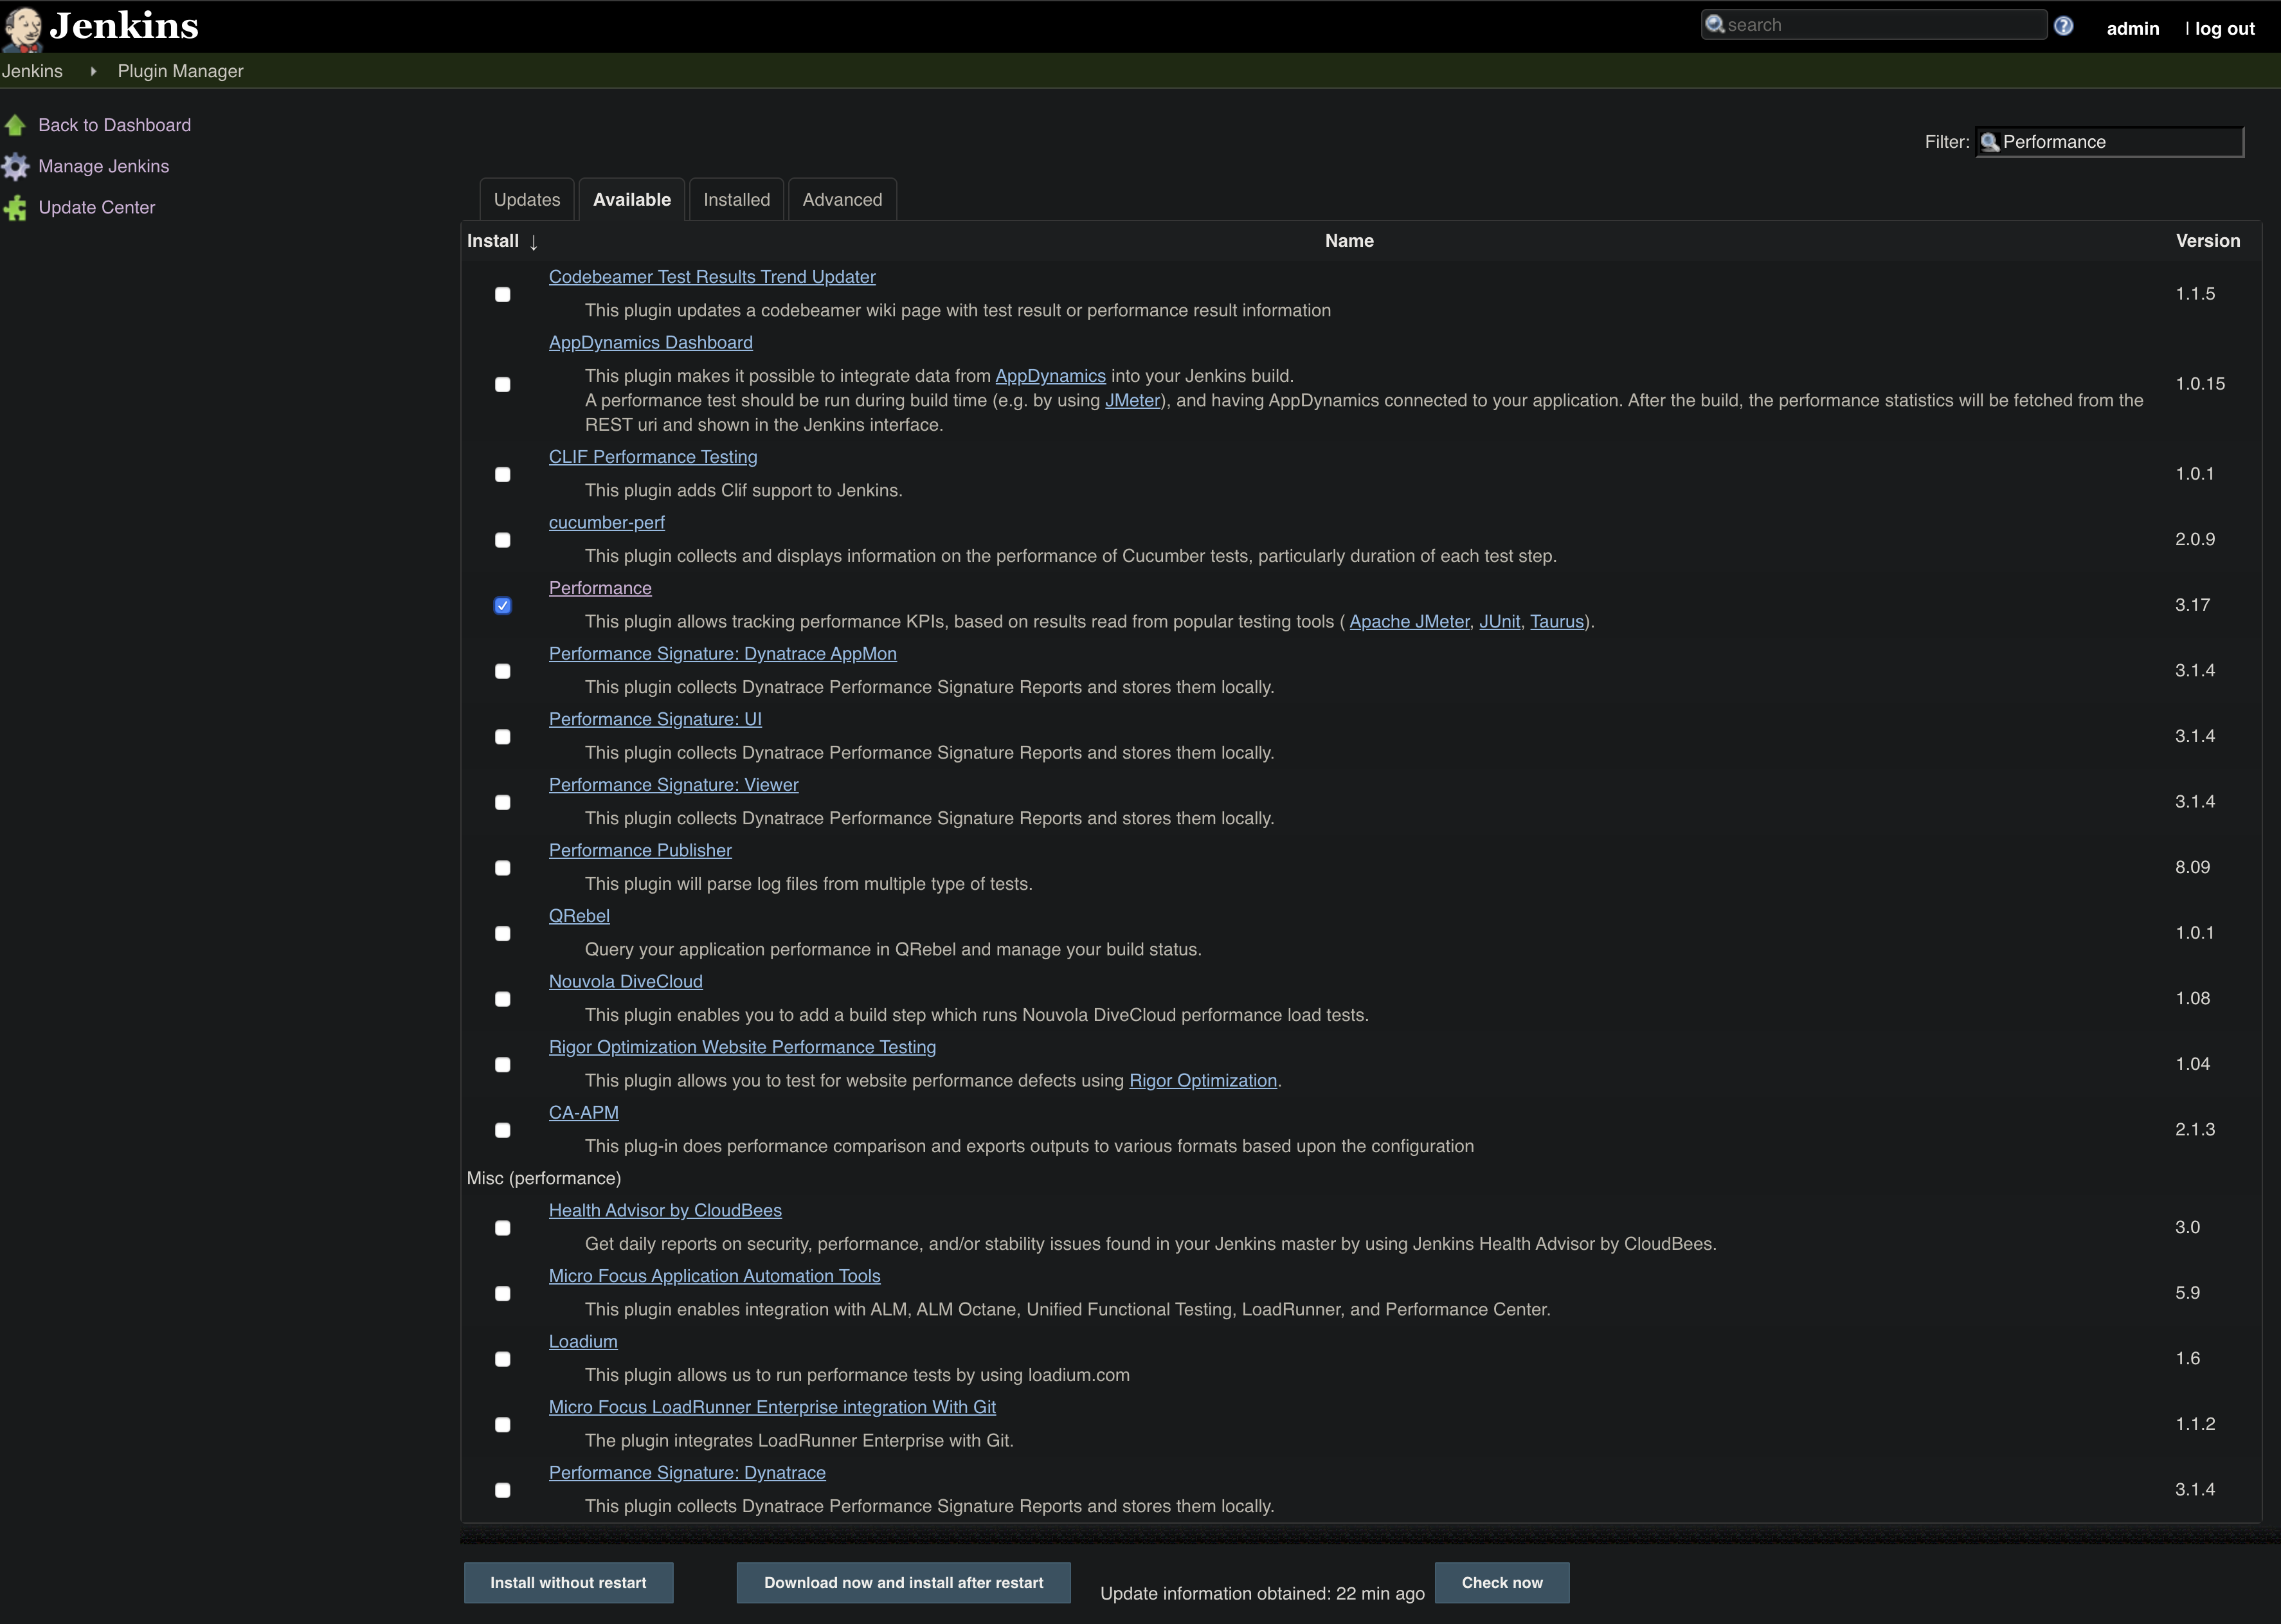 Jenkins
search
admin
| log out
Jenkins
Plugin Manager
Back to Dashboard
Manage Jenkins
Update Center
Filter:
Performance
Updates
Available
Installed
Advanced
Install ↓
Name
Version
Codebeamer Test Results Trend Updater
This plugin updates a codebeamer wiki page with test result or performance result information
1.1.5
AppDynamics Dashboard
This plugin makes it possible to integrate data from AppDynamics into your Jenkins build.
A performance test should be run during build time (e.g. by using JMeter), and having AppDynamics connected to your application. After the build, the performance statistics will be fetched from the
REST uri and shown in the Jenkins interface.
1.0.15
CLIF Performance Testing
This plugin adds Clif support to Jenkins.
1.0.1
cucumber-perf
This plugin collects and displays information on the performance of Cucumber tests, particularly duration of each test step.
2.0.9
Performance
This plugin allows tracking performance KPIs, based on results read from popular testing tools ( Apache JMeter, JUnit, Taurus).
3.17
Performance Signature: Dynatrace AppMon
This plugin collects Dynatrace Performance Signature Reports and stores them locally.
3.1.4
Performance Signature: UI
This plugin collects Dynatrace Performance Signature Reports and stores them locally.
3.1.4
Performance Signature: Viewer
This plugin collects Dynatrace Performance Signature Reports and stores them locally.
3.1.4
Performance Publisher
This plugin will parse log files from multiple type of tests.
8.09
QRebel
Query your application performance in QRebel and manage your build status.
1.0.1
Nouvola DiveCloud
This plugin enables you to add a build step which runs Nouvola DiveCloud performance load tests.
1.08
Rigor Optimization Website Performance Testing
This plugin allows you to test for website performance defects using Rigor Optimization.
1.04
CA-APM
This plug-in does performance comparison and exports outputs to various formats based upon the configuration
2.1.3
Misc (performance)
Health Advisor by CloudBees
Get daily reports on security, performance, and/or stability issues found in your Jenkins master by using Jenkins Health Advisor by CloudBees.
3.0
Micro Focus Application Automation Tools
This plugin enables integration with ALM, ALM Octane, Unified Functional Testing, LoadRunner, and Performance Center.
5.9
Loadium
This plugin allows us to run performance tests by using loadium.com
1.6
Micro Focus LoadRunner Enterprise integration With Git
The plugin integrates LoadRunner Enterprise with Git.
1.1.2
Performance Signature: Dynatrace
This plugin collects Dynatrace Performance Signature Reports and stores them locally.
3.1.4
Install without restart
Download now and install after restart
Update information obtained: 22 min ago
Check now